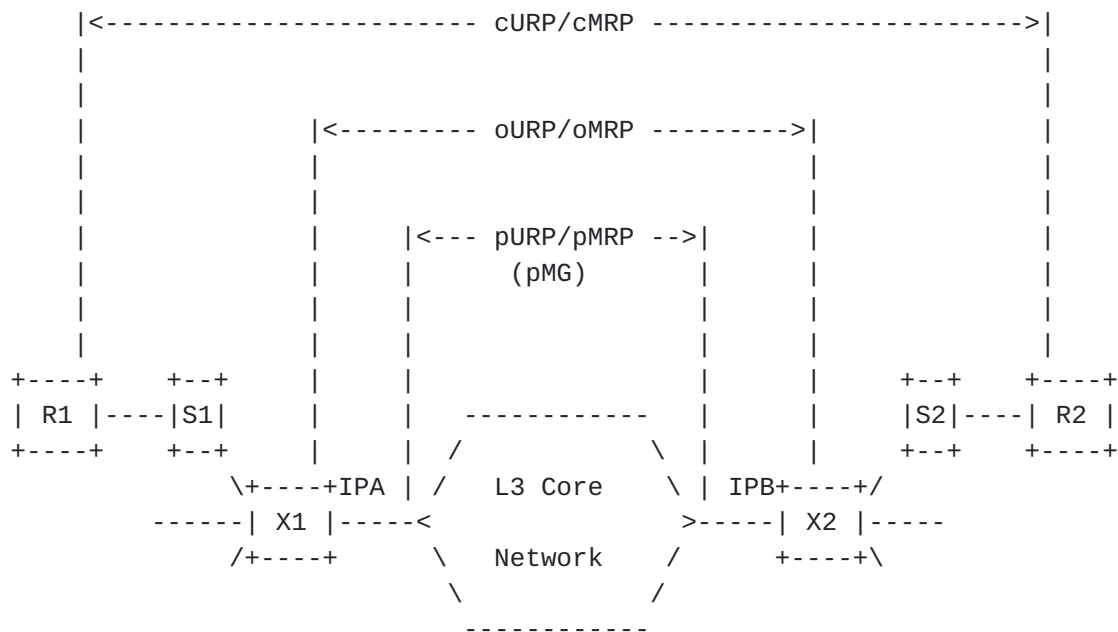 cURP/cMRP
oURP/oMRP
pURP/pMRP
(pMG)
R1 S1 S2 R2
IPA L3 Core IPB
X1 X2
Network